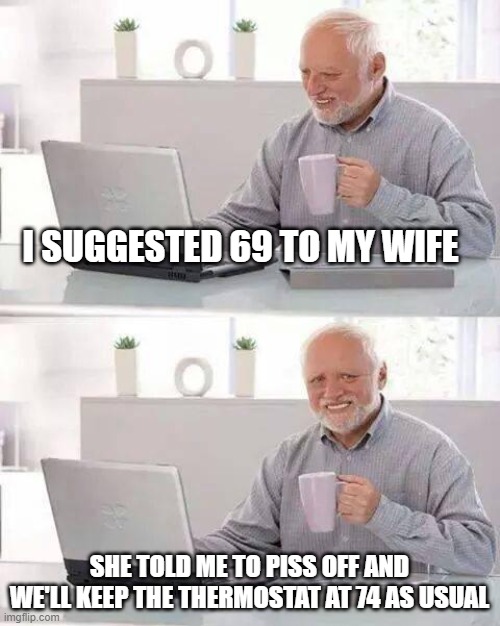 I SUGGESTED 69 TO MY WIFE
SHE TOLD ME TO PISS OFF AND
WE'LL KEEP THE THERMOSTAT AT 74 AS USUAL
imgflip.com